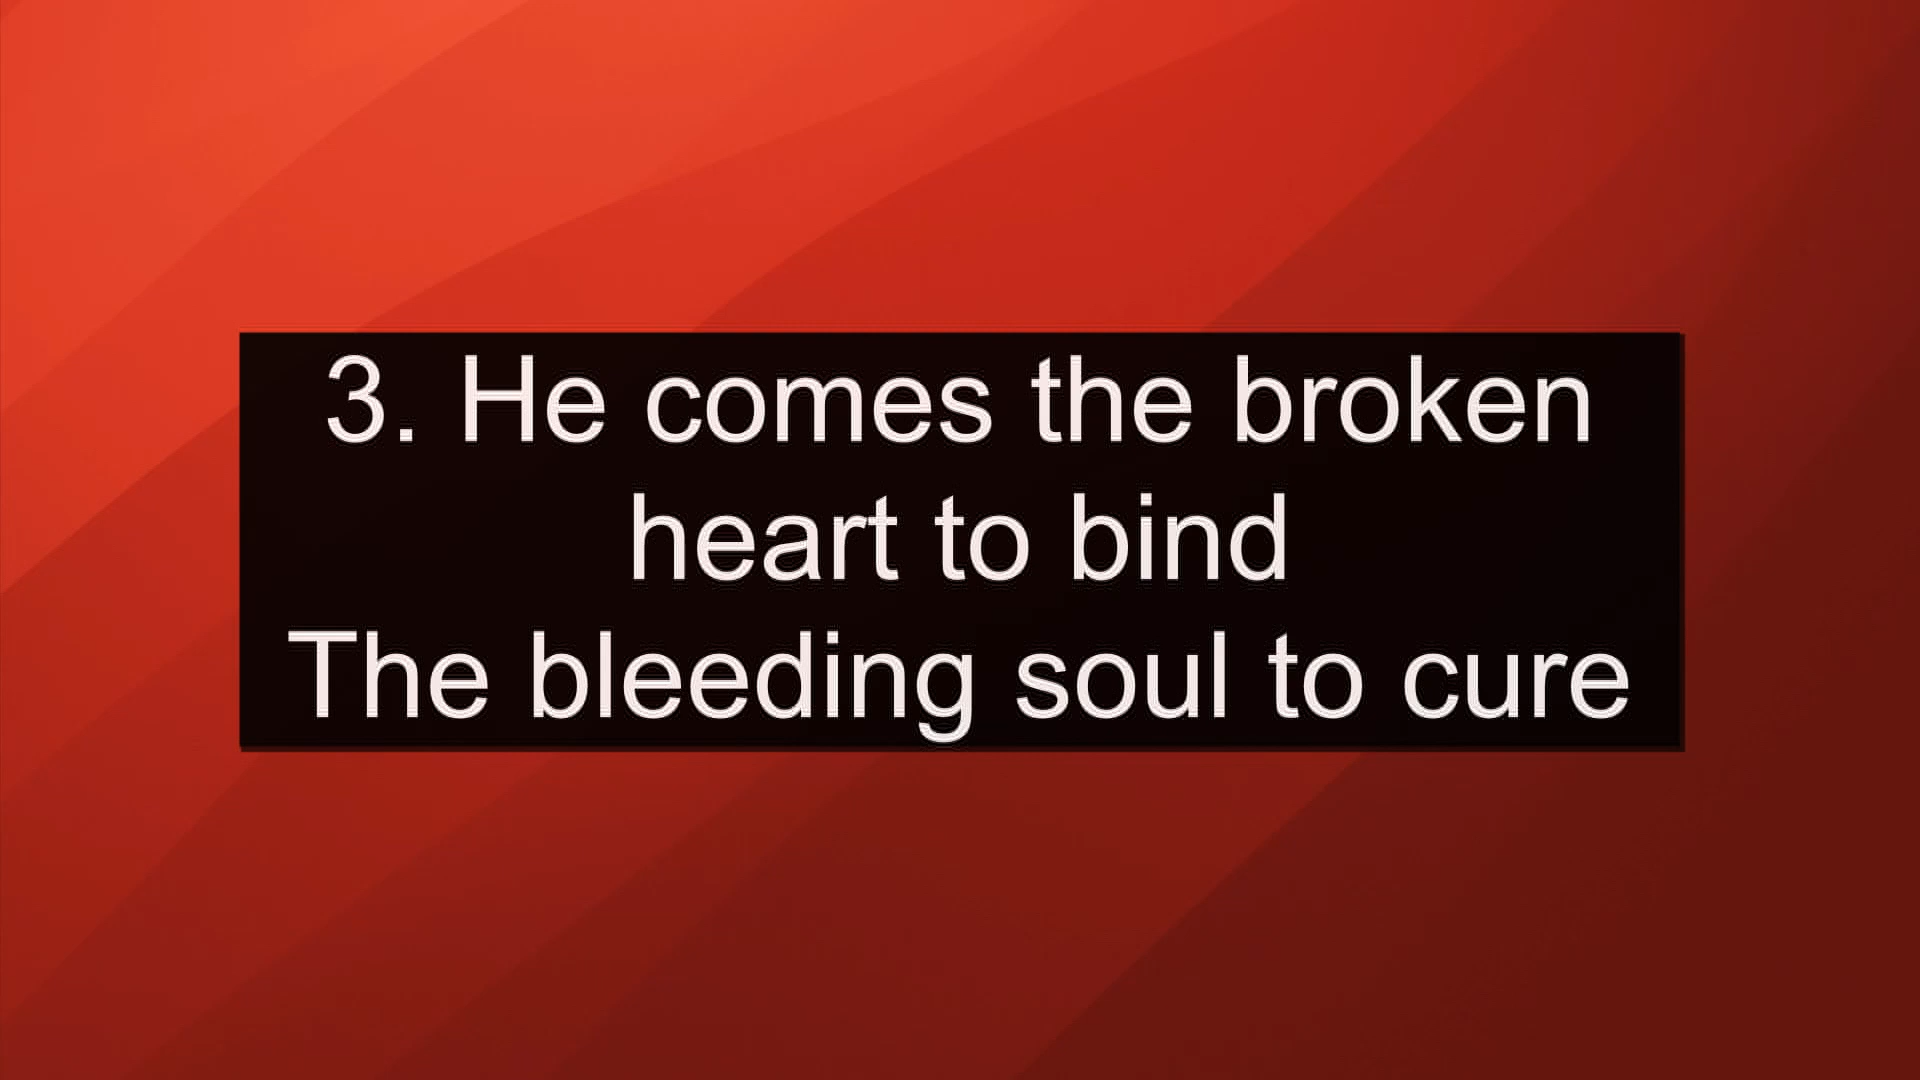 3. He comes the broken
heart to bind
The bleeding soul to cure